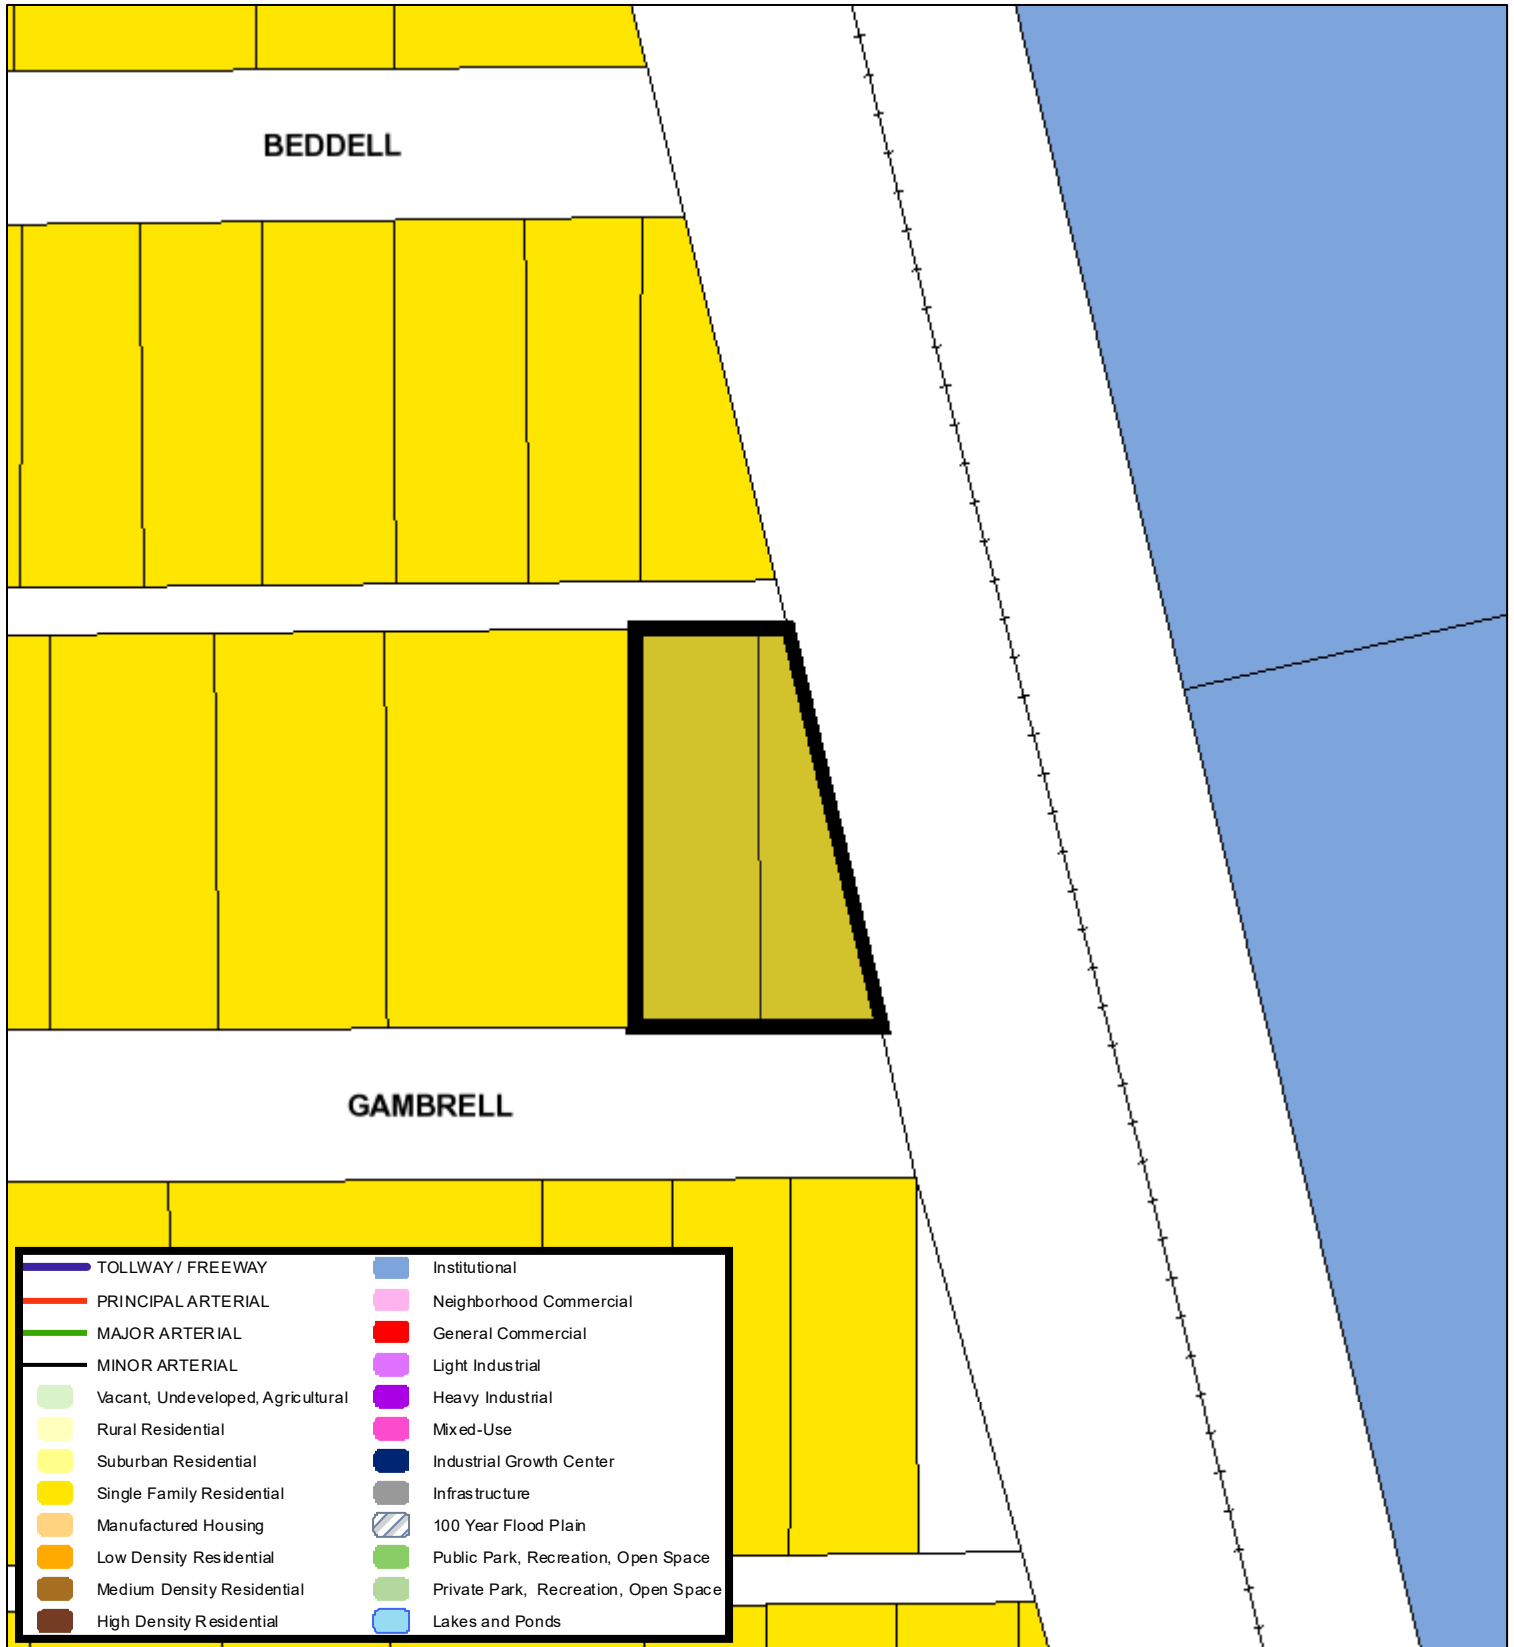 BEDDELL
GAMBRELL
TOLLWAY / FREEWAY
PRINCIPAL ARTERIAL
MAJOR ARTERIAL
MINOR ARTERIAL
Vacant, Undeveloped, Agricultural
Rural Residential
Suburban Residential
Single Family Residential
Manufactured Housing
Low Density Residential
Medium Density Residential
High Density Residential
Institutional
Neighborhood Commercial
General Commercial
Light Industrial
Heavy Industrial
Mixed-Use
Industrial Growth Center
Infrastructure
100 Year Flood Plain
Public Park, Recreation, Open Space
Private Park, Recreation, Open Space
Lakes and Ponds